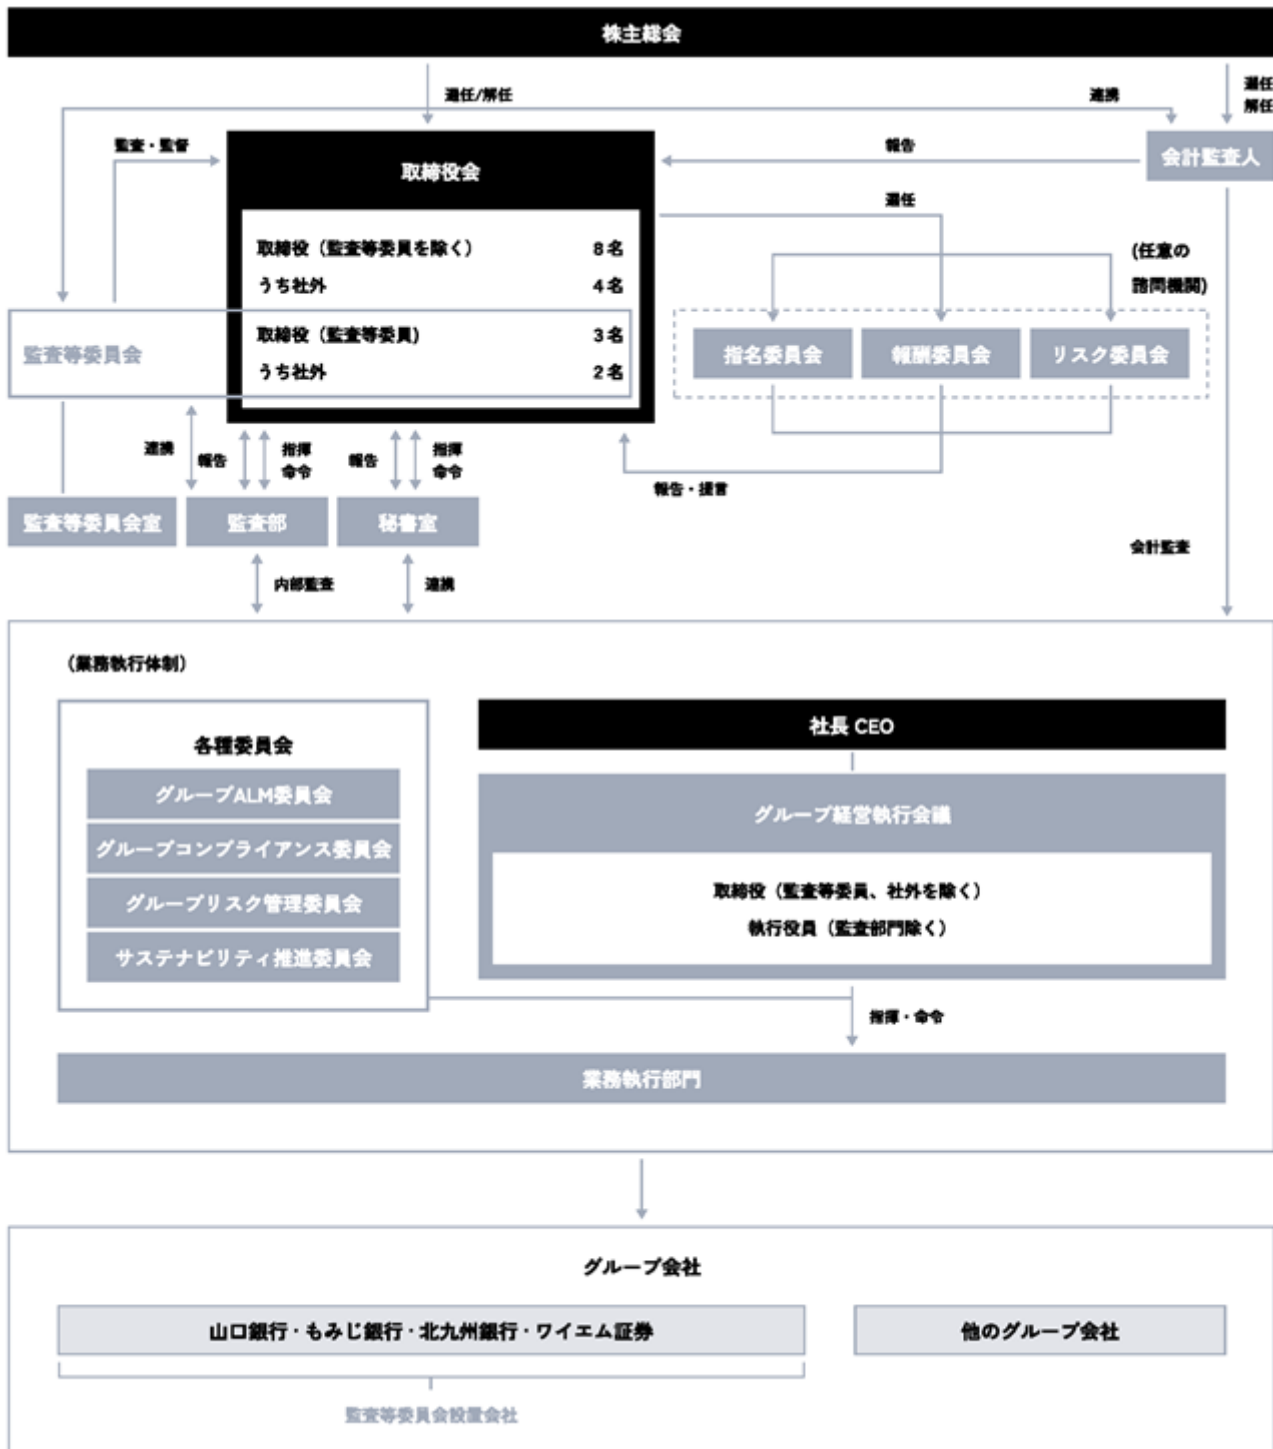 株主総会
選任/解任
連携
選任
解任
監査・監督
報告
会計監査人
取締役会
選任
取締役（監査等委員を除く） 8名
うち社外 4名
(任意の
諮問機関)
監査等委員会
取締役（監査等委員） 3名
うち社外 2名
指名委員会
報酬委員会
リスク委員会
連携
報告
指揮
命令
報告
指揮
命令
報告・提言
監査等委員会室
監査部
秘書室
会計監査
内部監査
連携
（業務執行体制）
各種委員会
グループALM委員会
グループコンプライアンス委員会
グループリスク管理委員会
サステナビリティ推進委員会
社長 CEO
グループ経営執行会議
取締役（監査等委員、社外を除く）
執行役員（監査部門除く）
指揮・命令
業務執行部門
グループ会社
山口銀行・もみじ銀行・北九州銀行・ワイエム証券
他のグループ会社
監査等委員会設置会社